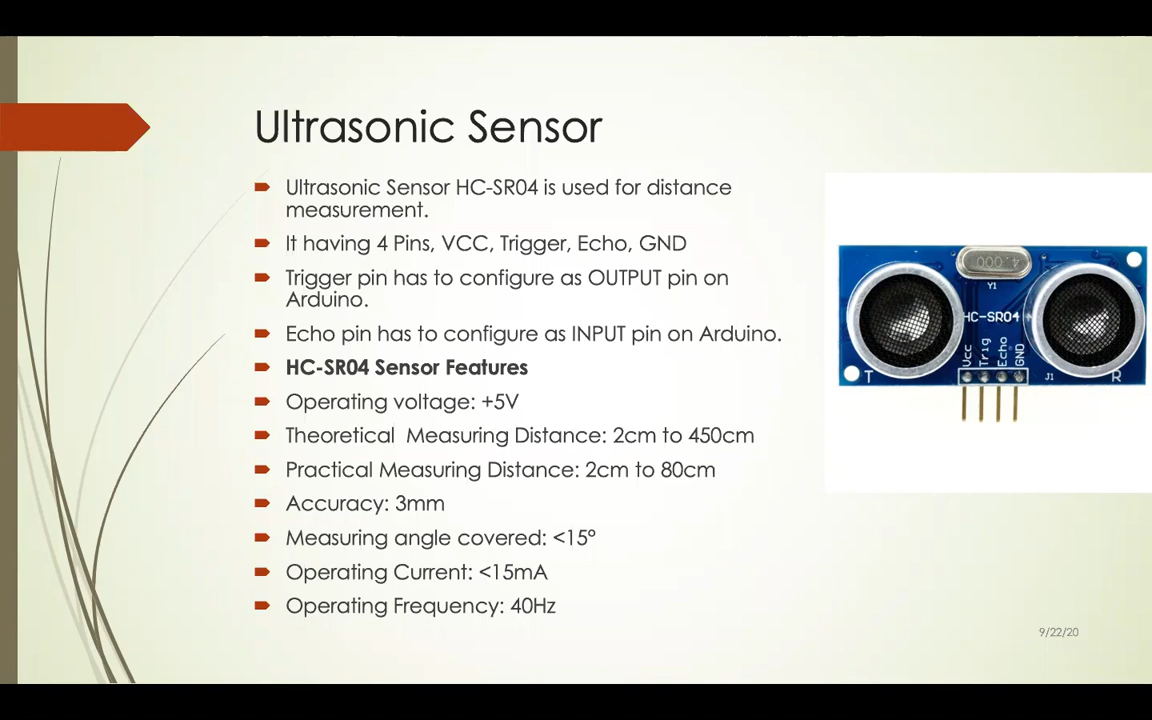 Ultrasonic Sensor
Ultrasonic Sensor HC-SR04 is used for distance
measurement.
It having 4 Pins, VCC, Trigger, Echo, GND
Trigger pin has to configure as OUTPUT pin on
Arduino.
Echo pin has to configure as INPUT pin on Arduino.
HC-SR04 Sensor Features
Operating voltage: +5V
Theoretical  Measuring Distance: 2cm to 450cm
Practical Measuring Distance: 2cm to 80cm
Accuracy: 3mm
Measuring angle covered: <15°
Operating Current: <15mA
Operating Frequency: 40Hz
4.000
Y1
HC-SR04
Vcc
Trig
Echo
GND
T
J1
R
9/22/20